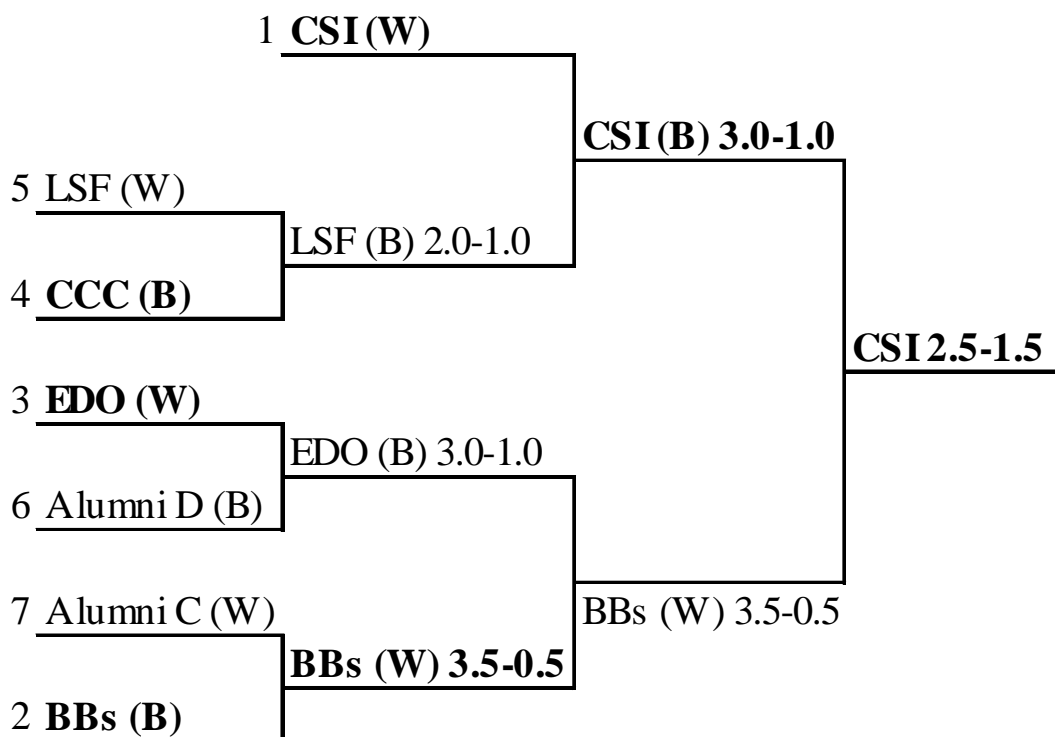 1 CSI (W)
CSI (B) 3.0-1.0
5 LSF (W)
LSF (B) 2.0-1.0
4 CCC (B)
CSI 2.5-1.5
3 EDO (W)
EDO (B) 3.0-1.0
6 Alumni D (B)
7 Alumni C (W)
BBs (W) 3.5-0.5
BBs (W) 3.5-0.5
2 BBs (B)